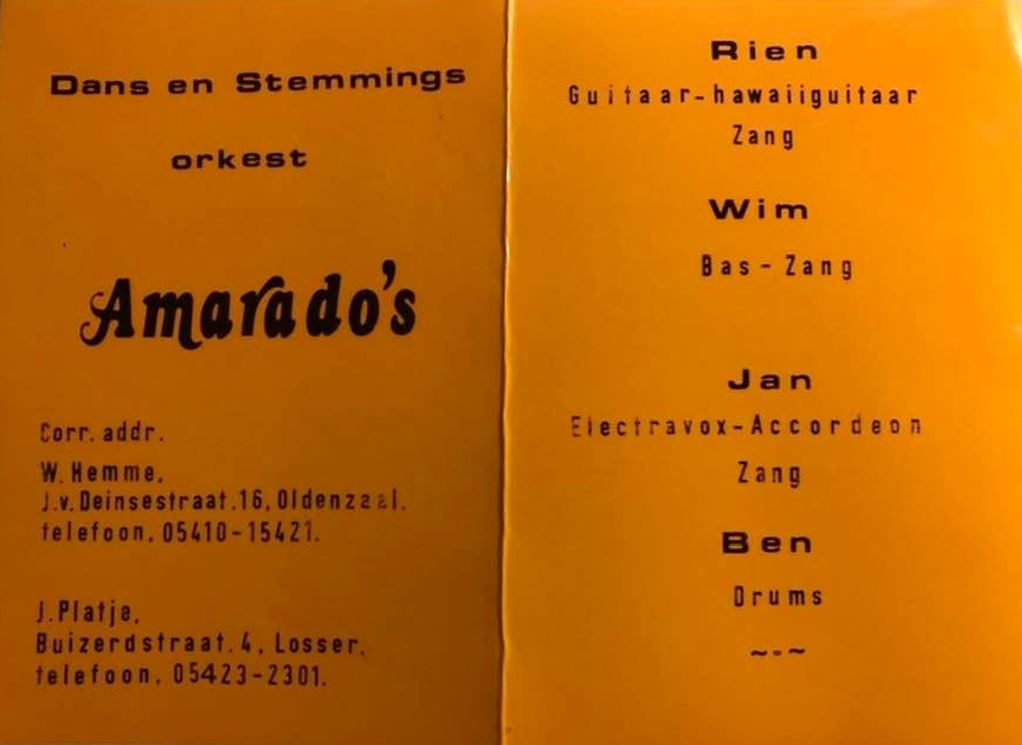 Dans en Stemmings
orkest
Amarado's
Corr. addr.
W. Hemme,
J.v. Deinsestraat.16, Oldenzaal.
telefoon, 05410-15421.
J. Platje,
Buizerdstraat. 4, Losser,
telefoon, 05423-2301.
Rien
Guitaar-hawaiiguitaar
Zang
Wim
Bas - Zang
Jan
Electravox-Accordeon
Zang
Ben
Drums
~-~